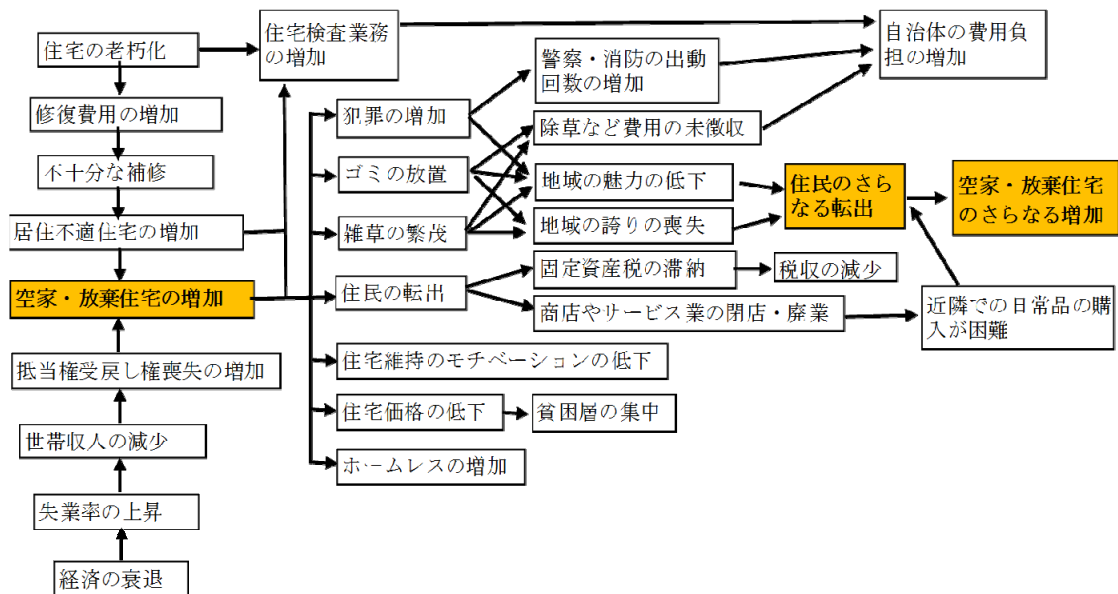 住宅の老朽化
修復費用の増加
不十分な補修
居住不適住宅の増加
空家・放棄住宅の増加
抵当権受戻し権喪失の増加
世帯収人の減少
失業率の上昇
経済の衰退
住宅検査業務
の増加
犯罪の増加
ゴミの放置
雑草の繁茂
住民の転出
住宅維持のモチベーションの低下
住宅価格の低下
ホームレスの増加
警察・消防の出動
回数の増加
除草など費用の未徴収
地域の魅力の低下
地域の誇りの喪失
固定資産税の滞納
商店やサービス業の閉店・廃業
貧困層の集中
税収の減少
自治体の費用負
担の増加
住民のさら
なる転出
空家・放棄住宅
のさらなる増加
近隣での日常品の購
入が困難